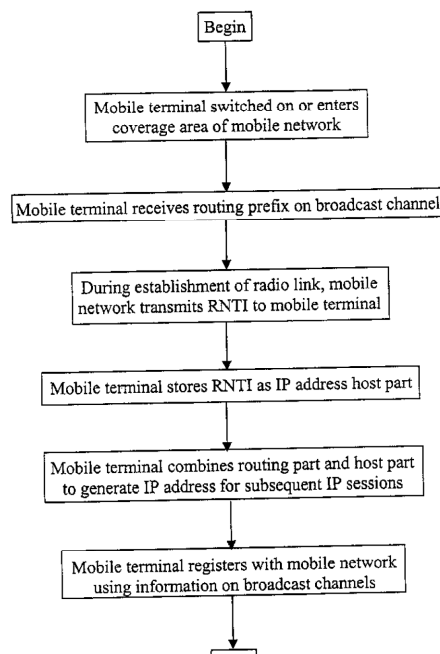 Begin
Mobile terminal switched on or enters
coverage area of mobile network
Mobile terminal receives routing prefix on broadcast channel
During establishment of radio link, mobile
network transmits RNTI to mobile terminal
Mobile terminal stores RNTI as IP address host part
Mobile terminal combines routing part and host part
to generate IP address for subsequent IP sessions
Mobile terminal registers with mobile network
using information on broadcast channels